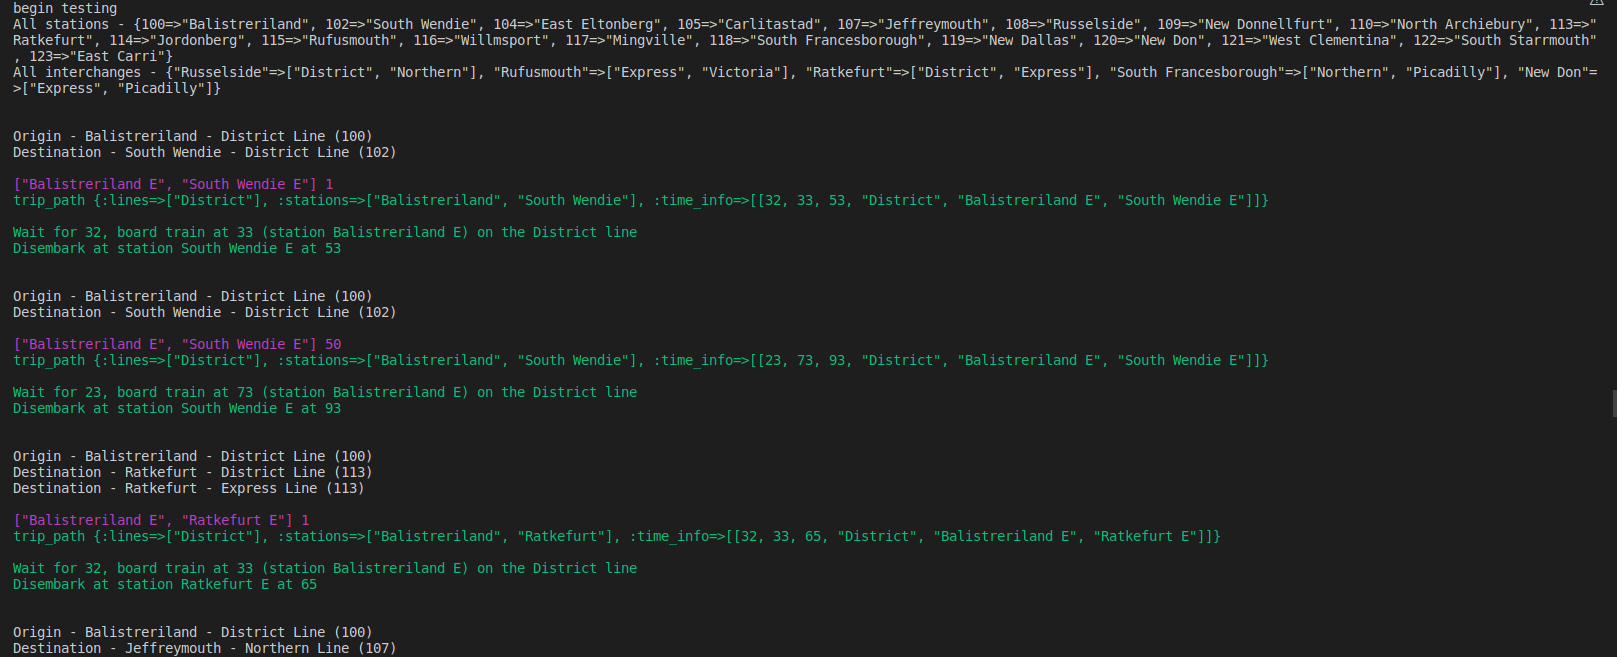 begin testing
All stations - {100=>"Balistreriland", 102=>"South Wendie", 104=>"East Eltonberg", 105=>"Carlitastad", 107=>"Jeffreymouth", 108=>"Russelside", 109=>"New Donnellfurt", 110=>"North Archiebury", 113=>"
Ratkefurt", 114=>"Jordonberg", 115=>"Rufusmouth", 116=>"Willmsport", 117=>"Mingville", 118=>"South Francesborough", 119=>"New Dallas", 120=>"New Don", 121=>"West Clementina", 122=>"South Starrmouth"
, 123=>"East Carri"}
All interchanges - {"Russelside"=>["District", "Northern"], "Rufusmouth"=>["Express", "Victoria"], "Ratkefurt"=>["District", "Express"], "South Francesborough"=>["Northern", "Picadilly"], "New Don"=
>["Express", "Picadilly"]}
Origin - Balistreriland - District Line (100)
Destination - South Wendie - District Line (102)
["Balistreriland E", "South Wendie E"] 1
trip_path {:lines=>["District"], :stations=>["Balistreriland", "South Wendie"], :time_info=>[[32, 33, 53, "District", "Balistreriland E", "South Wendie E"]]}
Wait for 32, board train at 33 (station Balistreriland E) on the District line
Disembark at station South Wendie E at 53
Origin - Balistreriland - District Line (100)
Destination - South Wendie - District Line (102)
["Balistreriland E", "South Wendie E"] 50
trip_path {:lines=>["District"], :stations=>["Balistreriland", "South Wendie"], :time_info=>[[23, 73, 93, "District", "Balistreriland E", "South Wendie E"]]}
Wait for 23, board train at 73 (station Balistreriland E) on the District line
Disembark at station South Wendie E at 93
Origin - Balistreriland - District Line (100)
Destination - Ratkefurt - District Line (113)
Destination - Ratkefurt - Express Line (113)
["Balistreriland E", "Ratkefurt E"] 1
trip_path {:lines=>["District"], :stations=>["Balistreriland", "Ratkefurt"], :time_info=>[[32, 33, 65, "District", "Balistreriland E", "Ratkefurt E"]]}
Wait for 32, board train at 33 (station Balistreriland E) on the District line
Disembark at station Ratkefurt E at 65
Origin - Balistreriland - District Line (100)
Destination - Jeffreymouth - Northern Line (107)